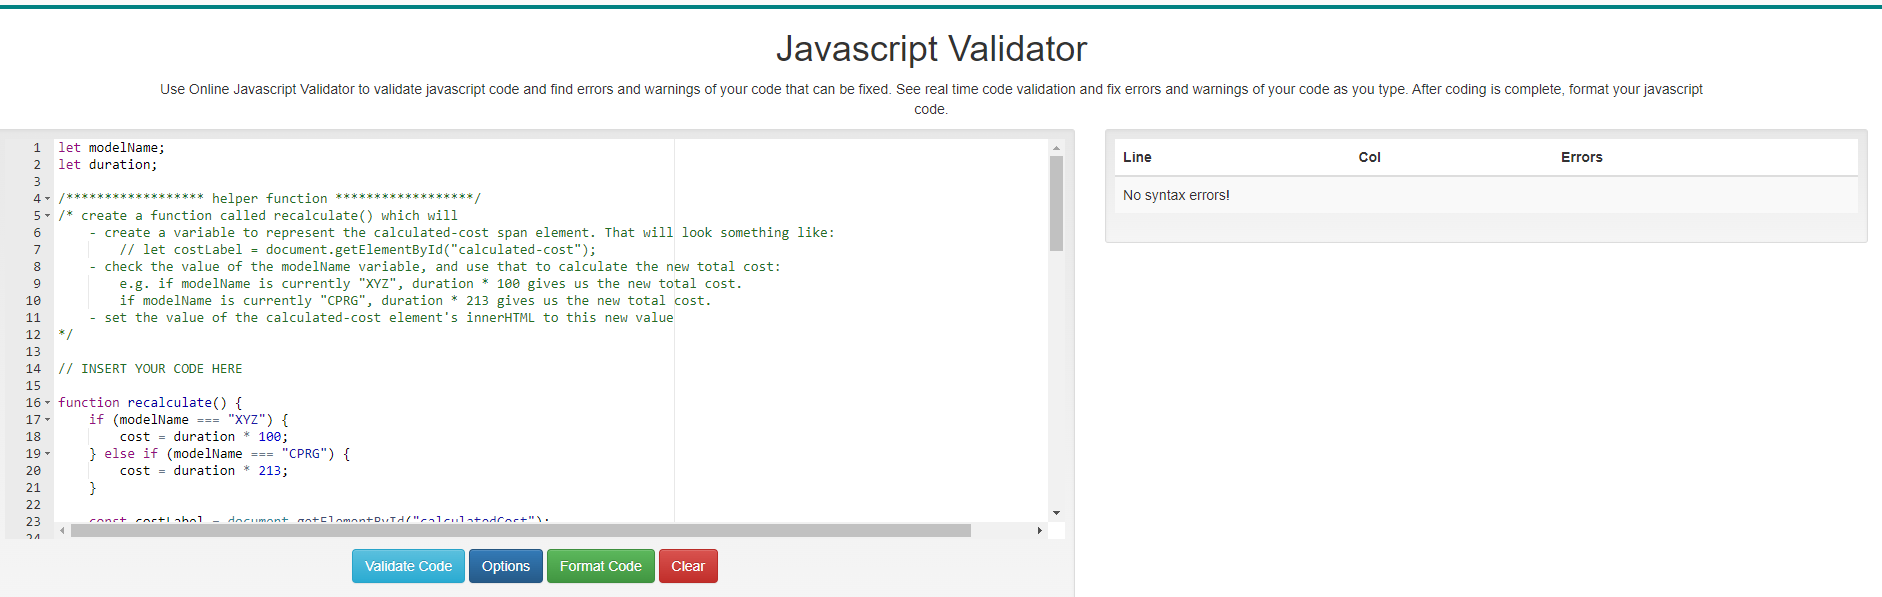 Javascript Validator
Use Online Javascript Validator to validate javascript code and find errors and warnings of your code that can be fixed. See real time code validation and fix errors and warnings of your code as you type. After coding is complete, format your javascript
code.
1 let modelName;
2 let duration;
3
4 /****************** helper function ******************/
5 /* create a function called recalculate() which will
6     - create a variable to represent the calculated-cost span element. That will look something like:
7         // let costLabel = document.getElementById("calculated-cost");
8     - check the value of the modelName variable, and use that to calculate the new total cost:
9         e.g. if modelName is currently "XYZ", duration * 100 gives us the new total cost.
10         if modelName is currently "CPRG", duration * 213 gives us the new total cost.
11     - set the value of the calculated-cost element's innerHTML to this new value
12 */
13
14 // INSERT YOUR CODE HERE
15
16 function recalculate() {
17     if (modelName === "XYZ") {
18         cost = duration * 100;
19     } else if (modelName === "CPRG") {
20         cost = duration * 213;
21     }
22
23     const costLabel = document.getElementById("calculatedCost");
24
Line Col Errors
No syntax errors!
Validate Code Options Format Code Clear